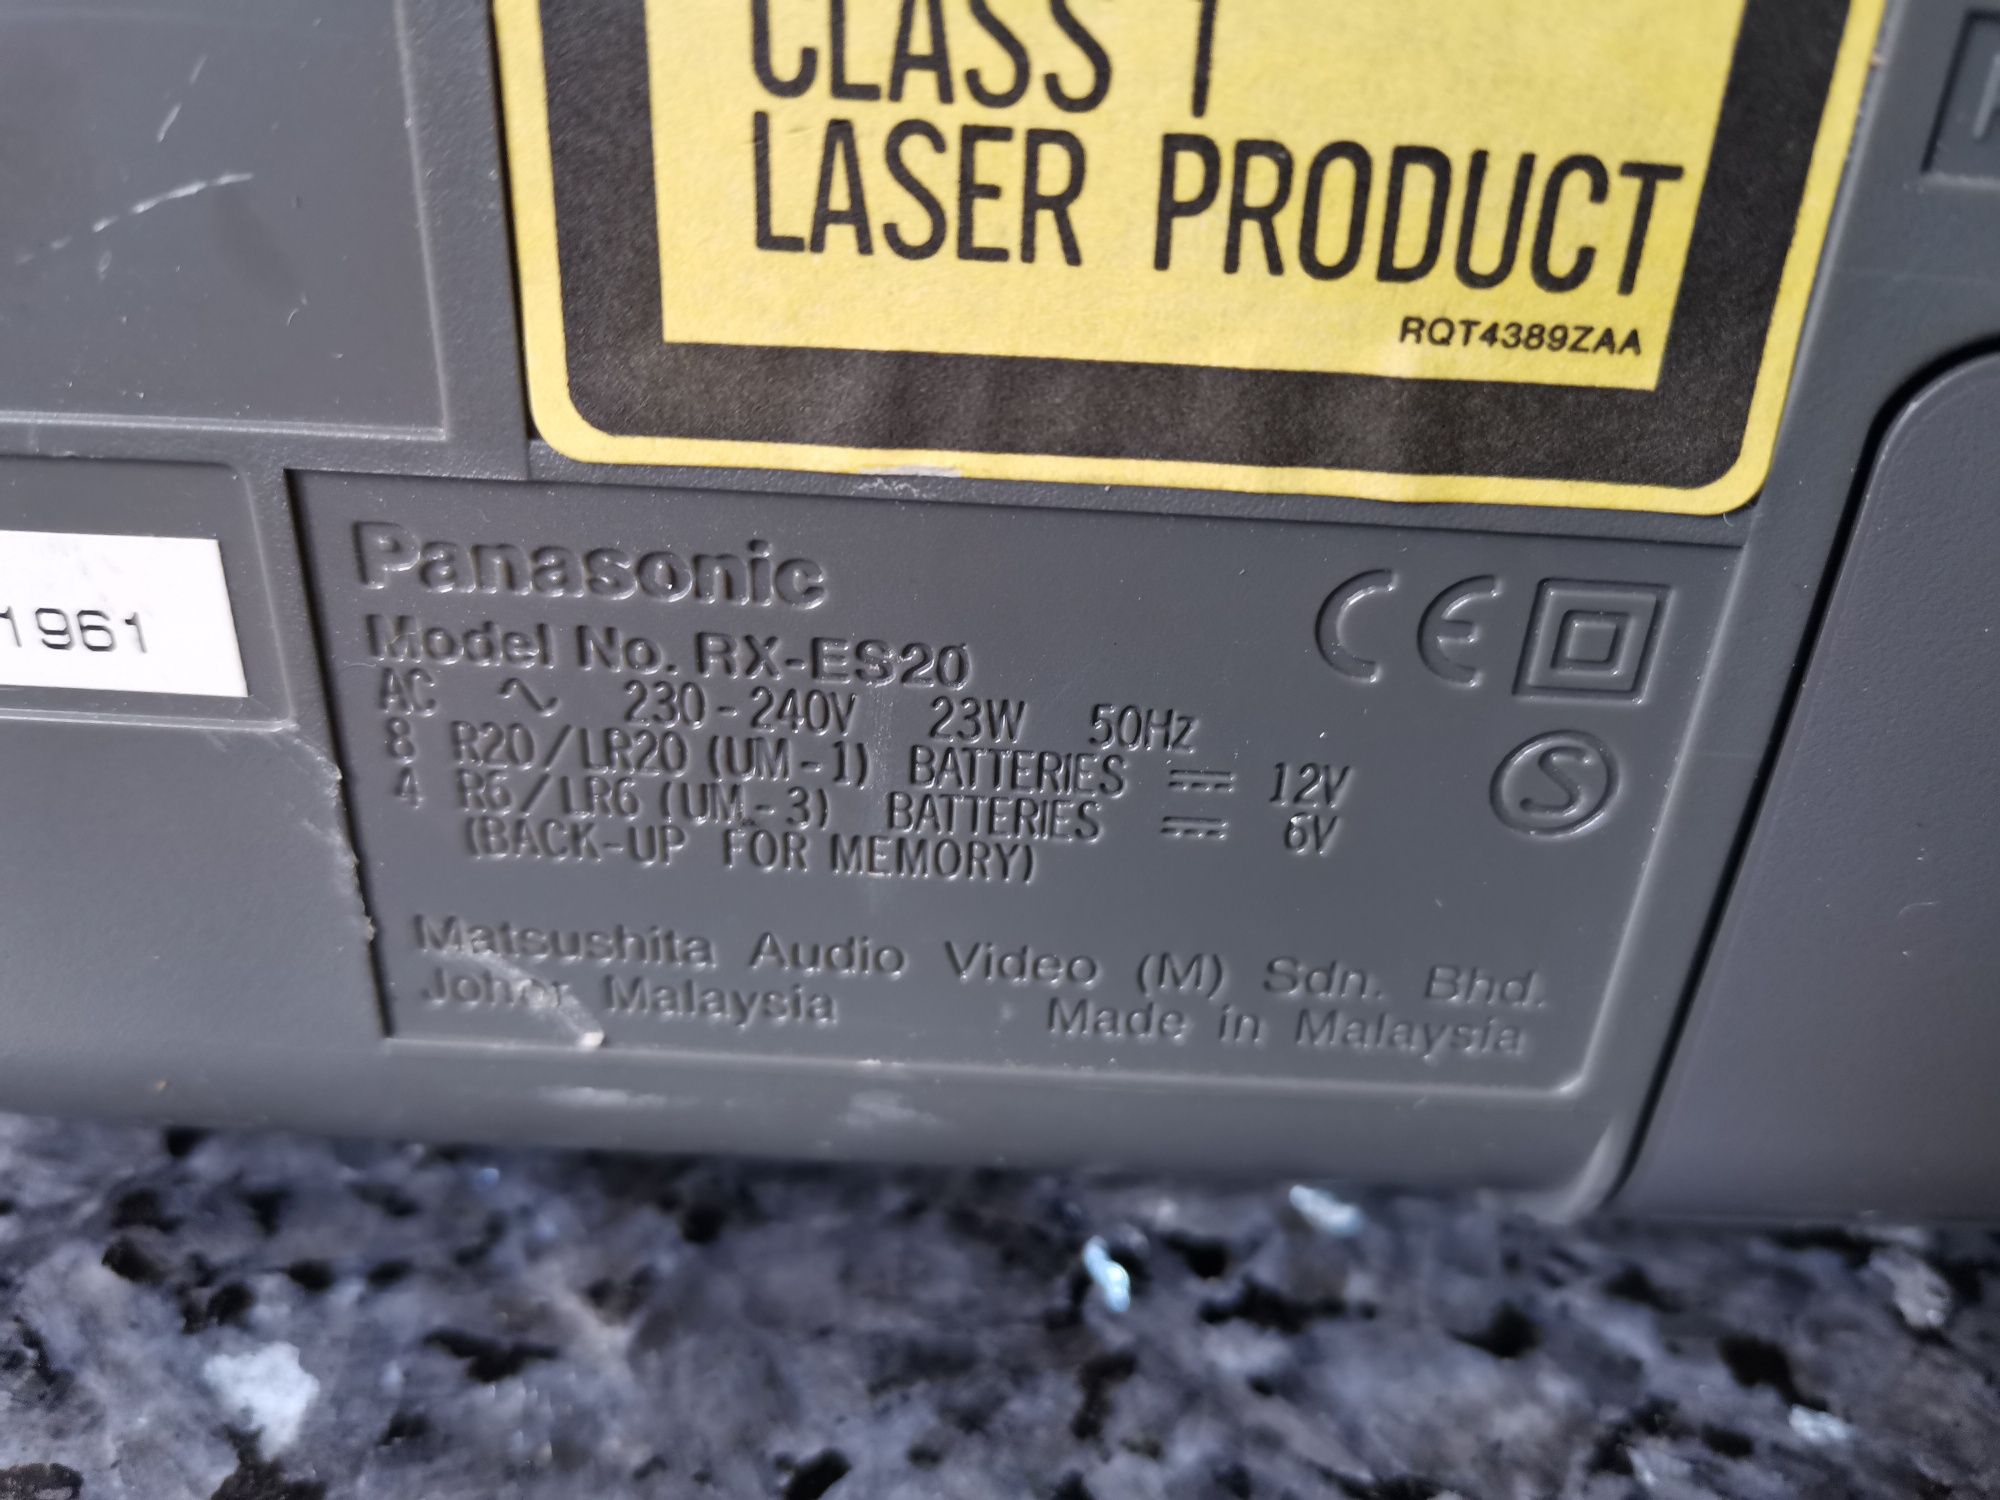 CLASS 1
LASER PRODUCT
RQT4389ZAA
1961
Panasonic
Model No. RX-ES20
AC ∿ 230-240V 23W 50Hz
8 R20/LR20 (UM-1) BATTERIES ⎓ 12V
4 R6/LR6 (UM-3) BATTERIES ⎓ 6V
(BACK-UP FOR MEMORY)
CE
S
Matsushita Audio Video (M) Sdn. Bhd.
Johor Malaysia Made in Malaysia